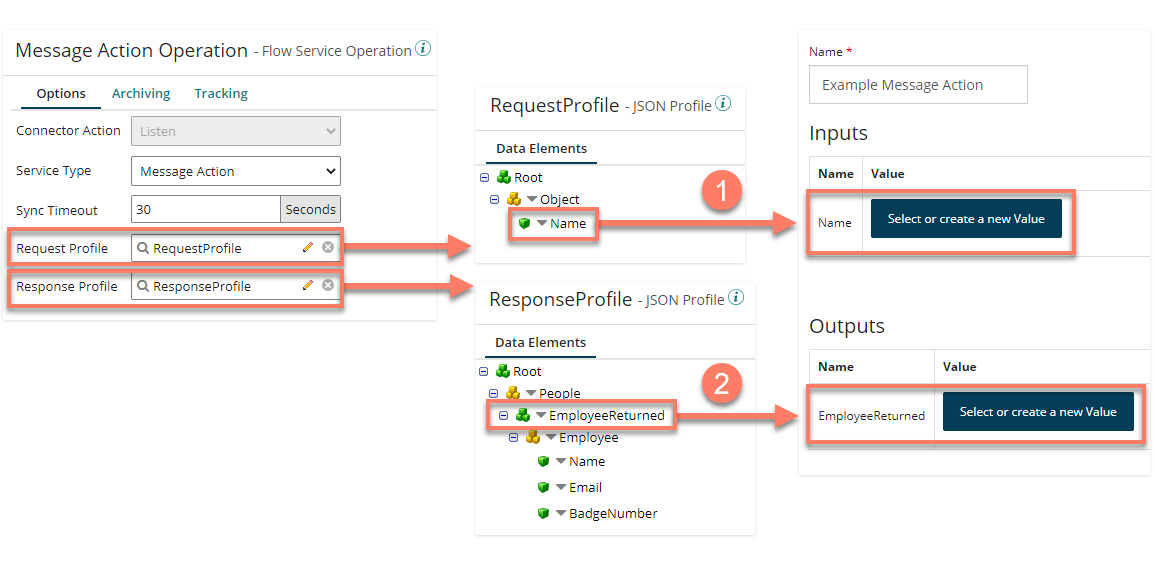 Message Action Operation - Flow Service Operation i
Options Archiving Tracking
Connector Action Listen
Service Type Message Action
Sync Timeout 30 Seconds
Request Profile RequestProfile
Response Profile ResponseProfile
RequestProfile - JSON Profile i
Data Elements
Root
Object
Name
1
ResponseProfile - JSON Profile i
Data Elements
Root
People
EmployeeReturned
Employee
Name
Email
BadgeNumber
2
Name *
Example Message Action
Inputs
Name Value
Name Select or create a new Value
Outputs
Name Value
EmployeeReturned Select or create a new Value